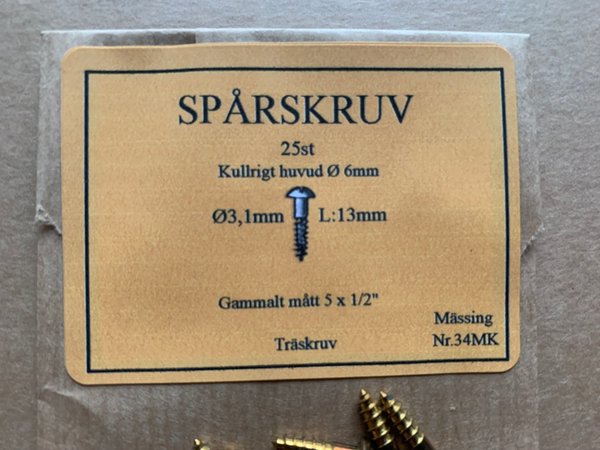 SPÅRSKRUV
25st
Kullrigt huvud Ø 6mm
Ø3,1mm L:13mm
Gammalt mått 5 x 1/2"
Mässing
Träskruv Nr.34MK